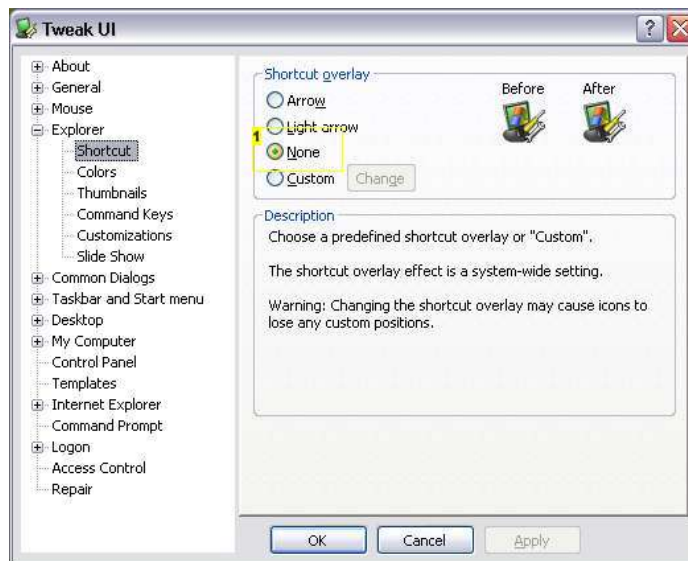 Tweak UI
About
General
Mouse
Explorer
Shortcut
Colors
Thumbnails
Command Keys
Customizations
Slide Show
Common Dialogs
Taskbar and Start menu
Desktop
My Computer
Control Panel
Templates
Internet Explorer
Command Prompt
Logon
Access Control
Repair
Shortcut overlay
Arrow
Light arrow
1
None
Custom
Change
Before
After
Description
Choose a predefined shortcut overlay or "Custom".
The shortcut overlay effect is a system-wide setting.
Warning: Changing the shortcut overlay may cause icons to
lose any custom positions.
OK
Cancel
Apply